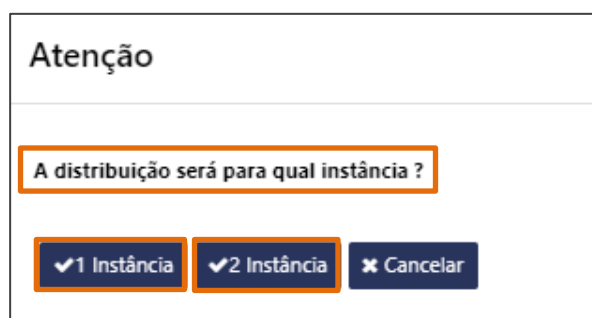 Atenção
A distribuição será para qual instância ?
✔1 Instância ✔2 Instância ✖ Cancelar